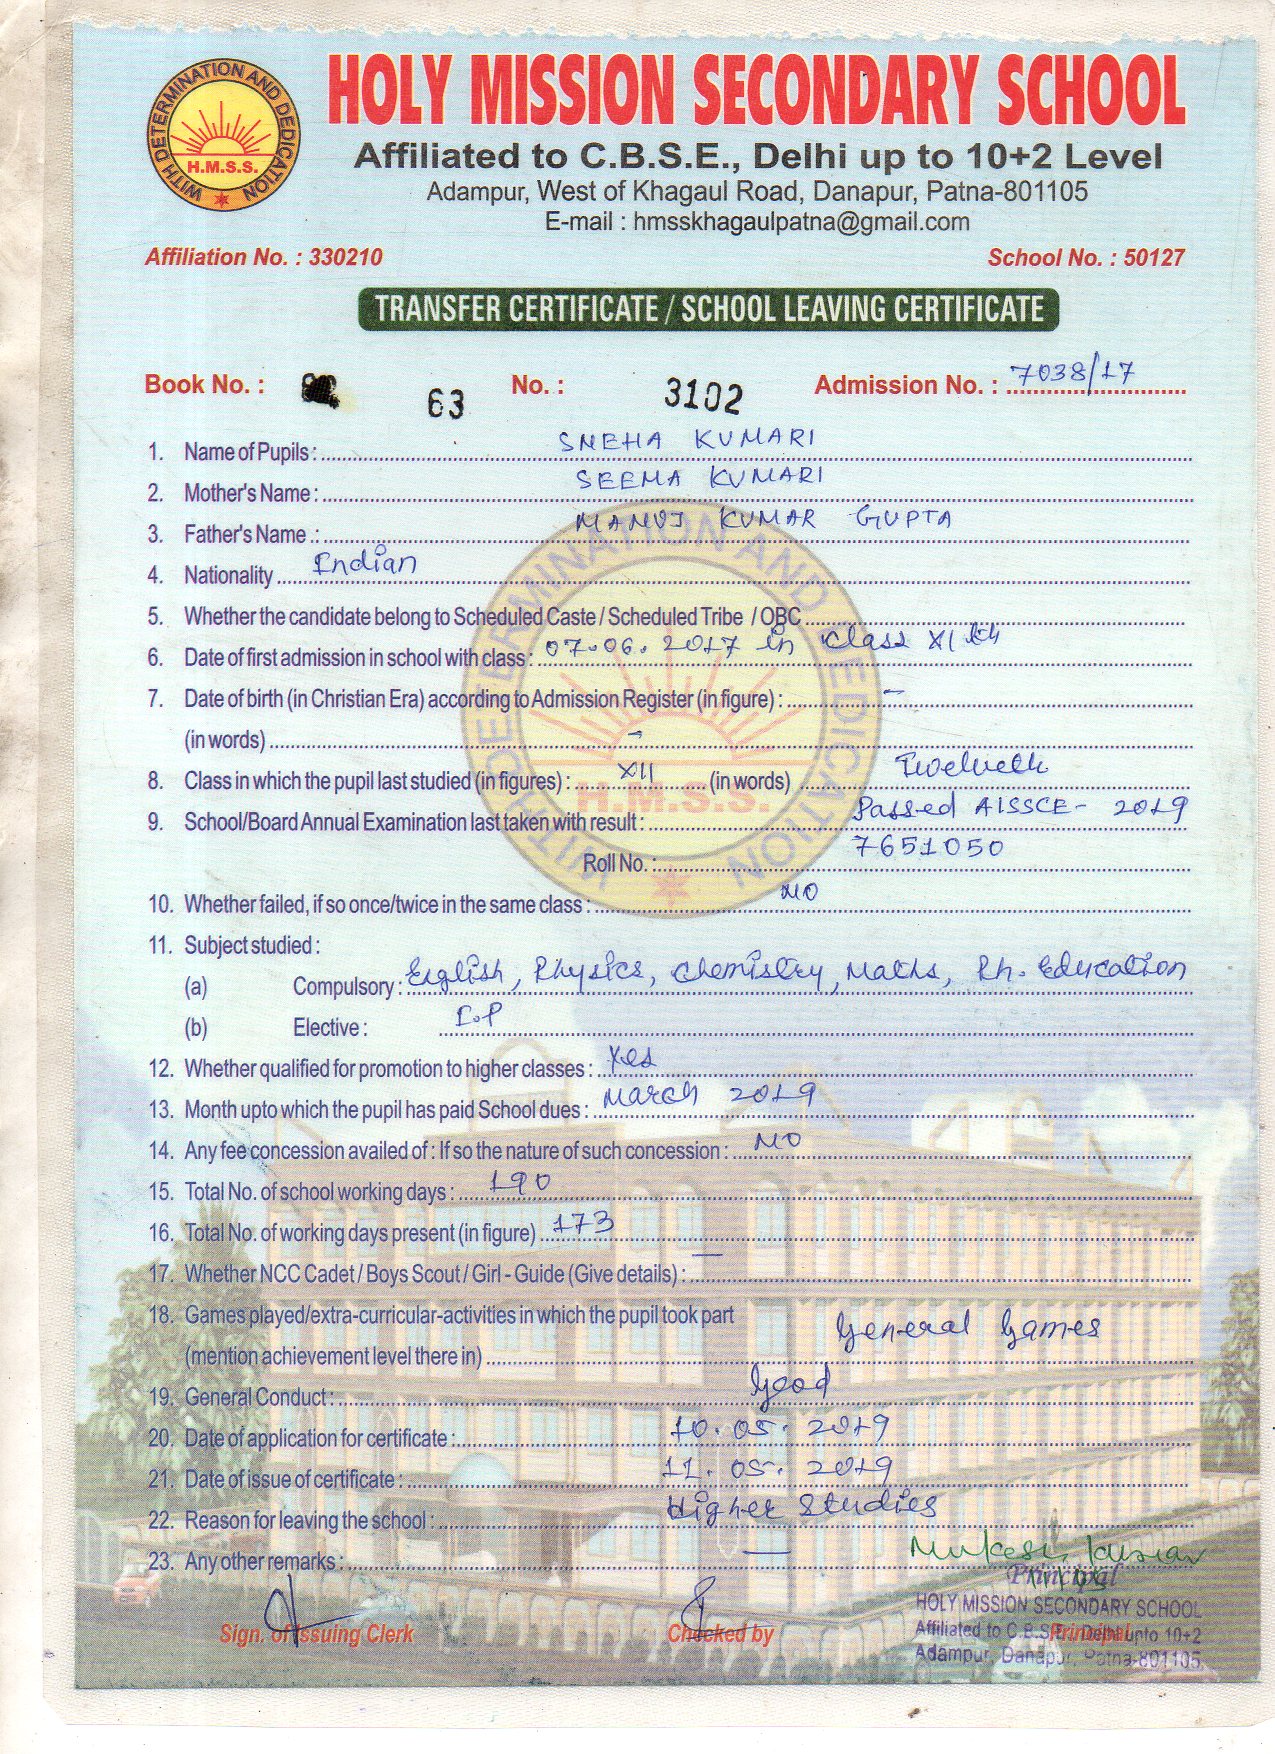 WITH DETERMINATION AND DEDICATION
H.M.S.S.
HOLY MISSION SECONDARY SCHOOL
Affiliated to C.B.S.E., Delhi up to 10+2 Level
Adampur, West of Khagaul Road, Danapur, Patna-801105
E-mail : hmsskhagaulpatna@gmail.com
Affiliation No. : 330210 School No. : 50127
TRANSFER CERTIFICATE / SCHOOL LEAVING CERTIFICATE
Book No. : 63 No. : 3102 Admission No. : 7038/17
1. Name of Pupils : SNEHA KUMARI
2. Mother's Name : SEEMA KUMARI
3. Father's Name .: MANOJ KUMAR GUPTA
4. Nationality Indian
5. Whether the candidate belong to Scheduled Caste / Scheduled Tribe / OBC
6. Date of first admission in school with class : 07.06.2017 in Class XI th
7. Date of birth (in Christian Era) according to Admission Register (in figure) : –
(in words) –
8. Class in which the pupil last studied (in figures) : XII (in words) Twelveth
9. School/Board Annual Examination last taken with result : Passed AISSCE - 2019
Roll No. : 7651050
10. Whether failed, if so once/twice in the same class : NO
11. Subject studied :
(a) Compulsory : English, Physics, Chemistry, Maths, Ph. Education
(b) Elective : I.P
12. Whether qualified for promotion to higher classes : Yes
13. Month upto which the pupil has paid School dues : March 2019
14. Any fee concession availed of : If so the nature of such concession : NO
15. Total No. of school working days : 190
16. Total No. of working days present (in figure) 173
17. Whether NCC Cadet / Boys Scout / Girl - Guide (Give details) : —
18. Games played/extra-curricular-activities in which the pupil took part
(mention achievement level there in) General Games
19. General Conduct : Good
20. Date of application for certificate : 10.05.2019
21. Date of issue of certificate : 11.05.2019
22. Reason for leaving the school : Higher Studies
23. Any other remarks : —
Mukesh Kumar
Principal
HOLY MISSION SECONDARY SCHOOL
Sign. of Issuing Clerk Checked by Principal
Affiliated to C.B.S.E., Delhi upto 10+2
Adampur, Danapur, Patna-801105